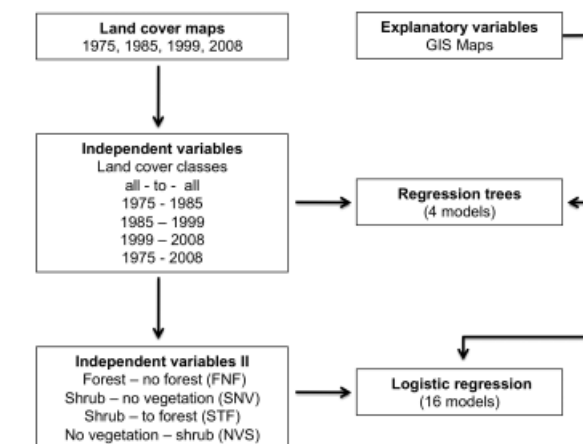 Land cover maps
1975, 1985, 1999, 2008
Explanatory variables
GIS Maps
Independent variables
Land cover classes
all - to - all
1975 - 1985
1985 – 1999
1999 – 2008
1975 - 2008
Regression trees
(4 models)
Independent variables II
Forest – no forest (FNF)
Shrub – no vegetation (SNV)
Shrub – to forest (STF)
No vegetation – shrub (NVS)
Logistic regression
(16 models)